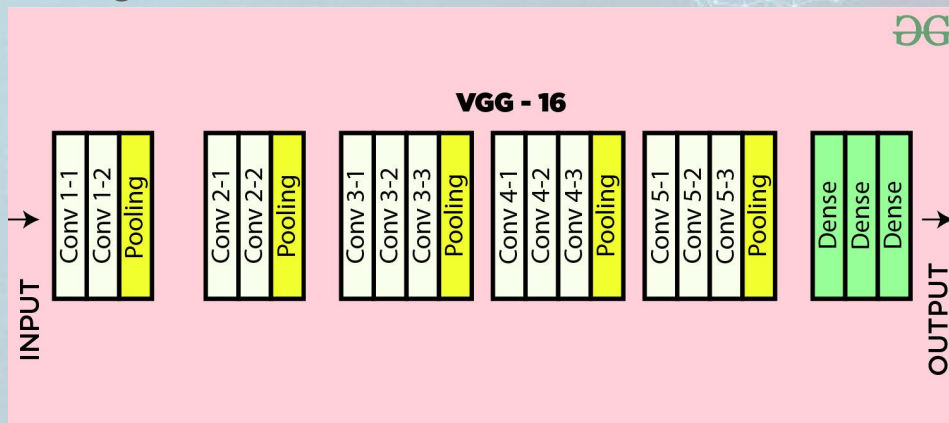 VGG - 16
INPUT
Conv 1-1
Conv 1-2
Pooling
Conv 2-1
Conv 2-2
Pooling
Conv 3-1
Conv 3-2
Conv 3-3
Pooling
Conv 4-1
Conv 4-2
Conv 4-3
Pooling
Conv 5-1
Conv 5-2
Conv 5-3
Pooling
Dense
Dense
Dense
OUTPUT